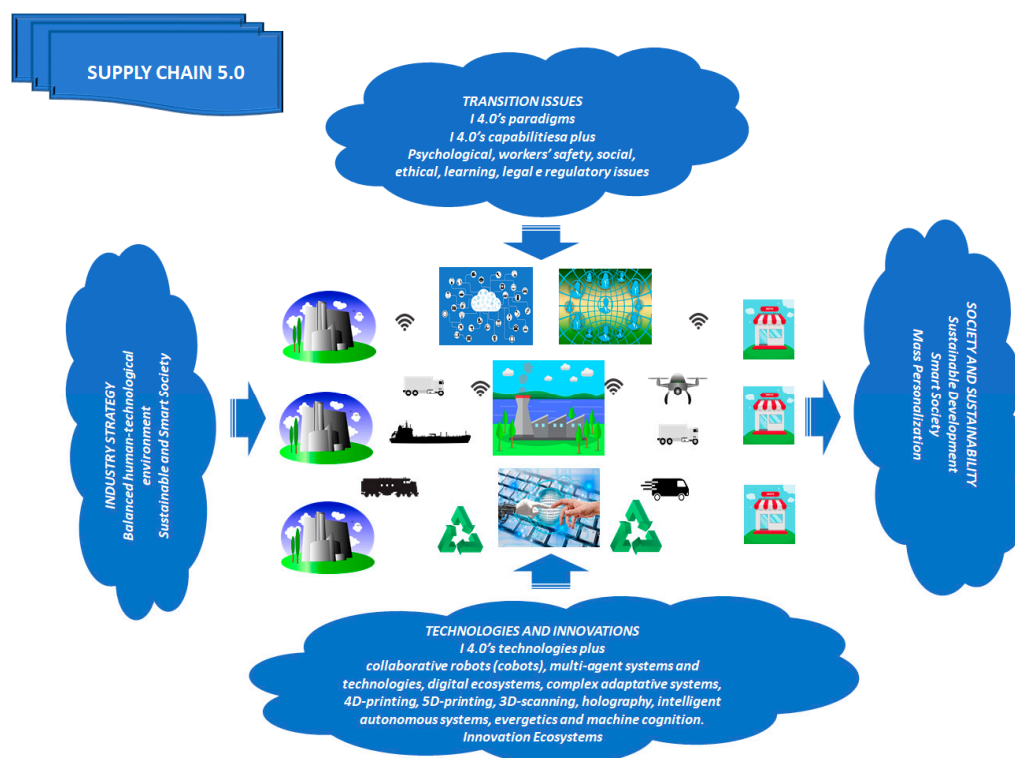 SUPPLY CHAIN 5.0
TRANSITION ISSUES
I 4.0's paradigms
I 4.0's capabilitiesa plus
Psychological, workers' safety, social,
ethical, learning, legal e regulatory issues
INDUSTRY STRATEGY
Balanced human-technological
environment
Sustainable and Smart Society
SOCIETY AND SUSTAINABILITY
Sustainable Development
Smart Society
Mass Personalization
TECHNOLOGIES AND INNOVATIONS
I 4.0's technologies plus
collaborative robots (cobots), multi-agent systems and
technologies, digital ecosystems, complex adaptative systems,
4D-printing, 5D-printing, 3D-scanning, holography, intelligent
autonomous systems, evergetics and machine cognition.
Innovation Ecosystems